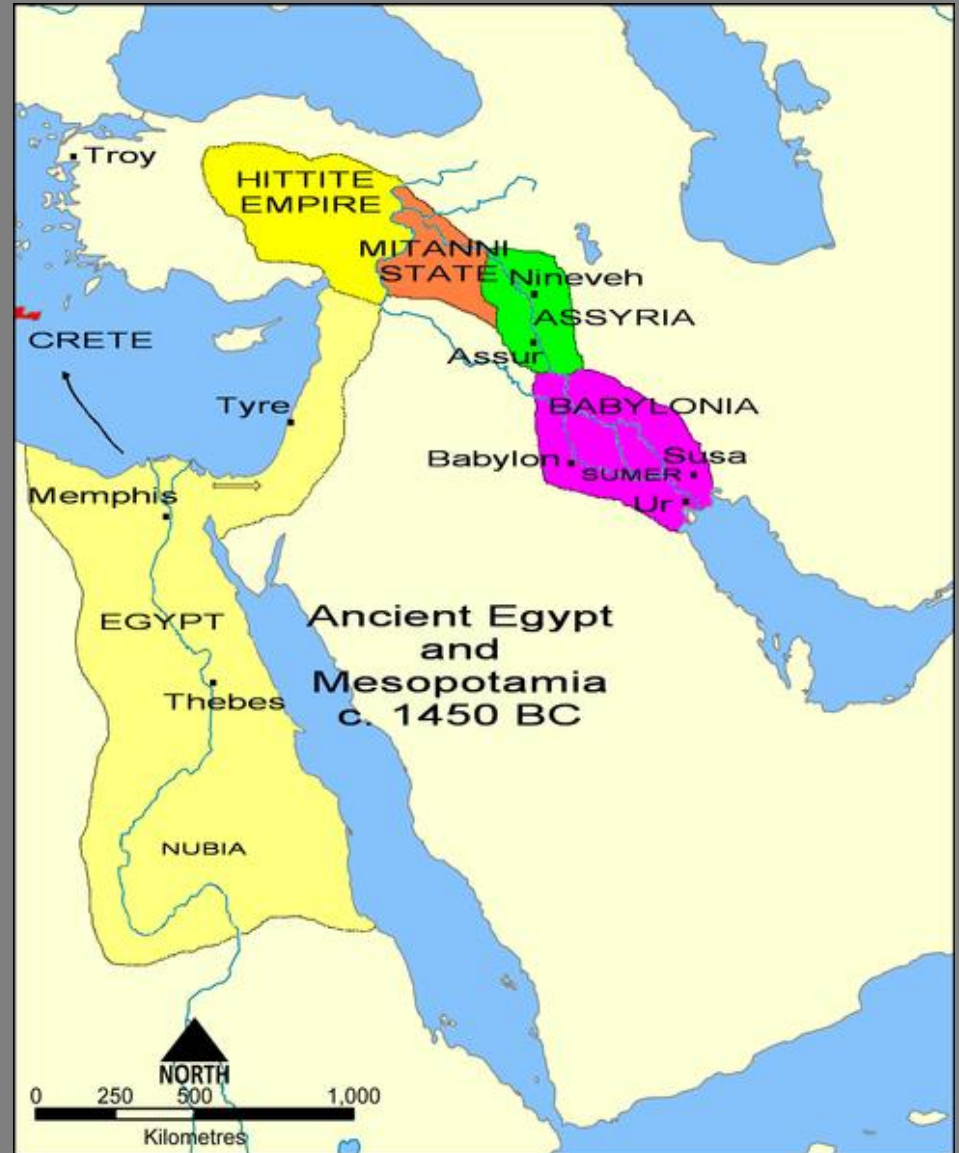 Troy
HITTITE
EMPIRE
MITANNI
STATE
Nineveh
ASSYRIA
CRETE
Assur
Tyre
BABYLONIA
Babylon
Susa
SUMER
Memphis
Ur
EGYPT
Ancient Egypt
and
Mesopotamia
c. 1450 BC
Thebes
NUBIA
NORTH
0 250 500 1,000
Kilometres